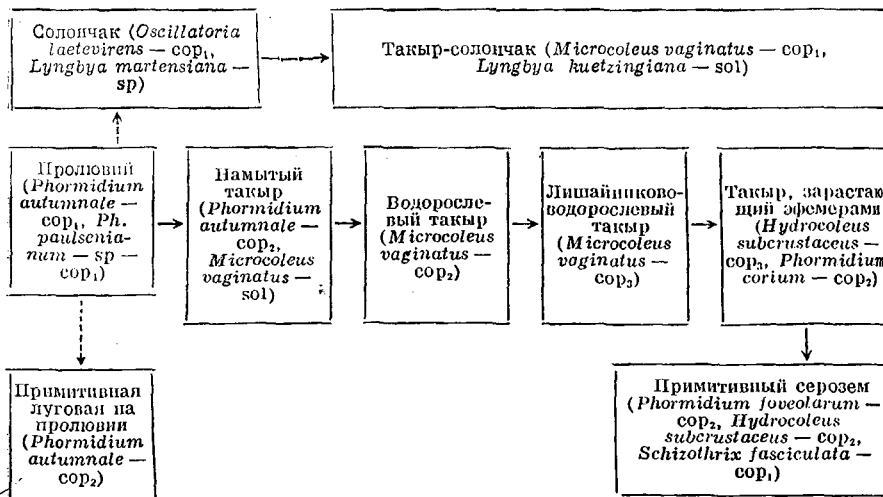 Солончак (Oscillatoria
laetevirens — cop₁,
Lyngbya martensiana —
sp)
Такыр-солончак (Microcoleus vaginatus — cop₁,
Lyngbya kuetzingiana — sol)
Пролювий
(Phormidium
autumnale —
cop₁, Ph.
paulsenia-
num — sp —
cop₁)
Намытый
такыр
(Phormidium
autumnale —
cop₂,
Microcoleus
vaginatus —
sol)
Водоросле-
вый такыр
(Microcoleus
vaginatus —
cop₂)
Лишайниково-
водорослевый
такыр
(Microcoleus
vaginatus —
cop₃)
Такыр, зарастаю
щий эфемерами
(Hydrocoleus
subcrustaceus —
cop₃, Phormidium
corium — cop₂)
Примитивная
луговая на
пролювии
(Phormidium
autumnale —
cop₂)
Примитивный серозем
(Phormidium foveolarum —
cop₂, Hydrocoleus
subcrustaceus — cop₂,
Schizothrix fasciculata —
cop₁)